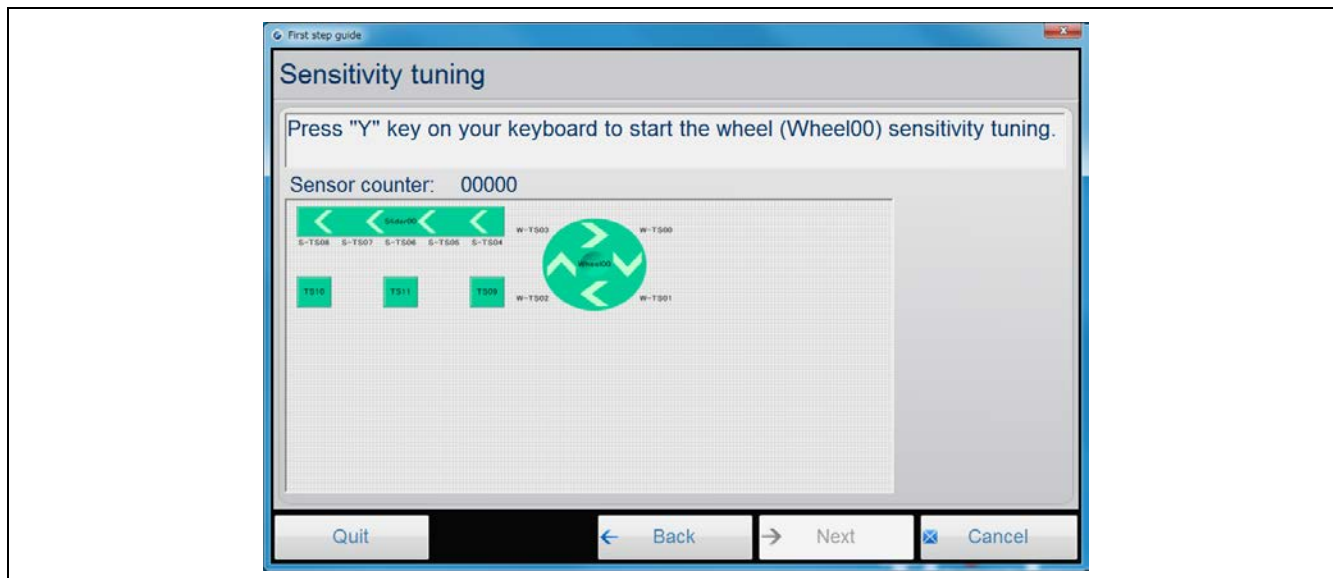 First step guide
Sensitivity tuning
Press "Y" key on your keyboard to start the wheel (Wheel00) sensitivity tuning.
Sensor counter: 00000
Slider00
S-TS08 S-TS07 S-TS06 S-TS05 S-TS04
W-TS03 W-TS00
Wheel00
TS10 TS11 TS09
W-TS02 W-TS01
Quit Back Next Cancel